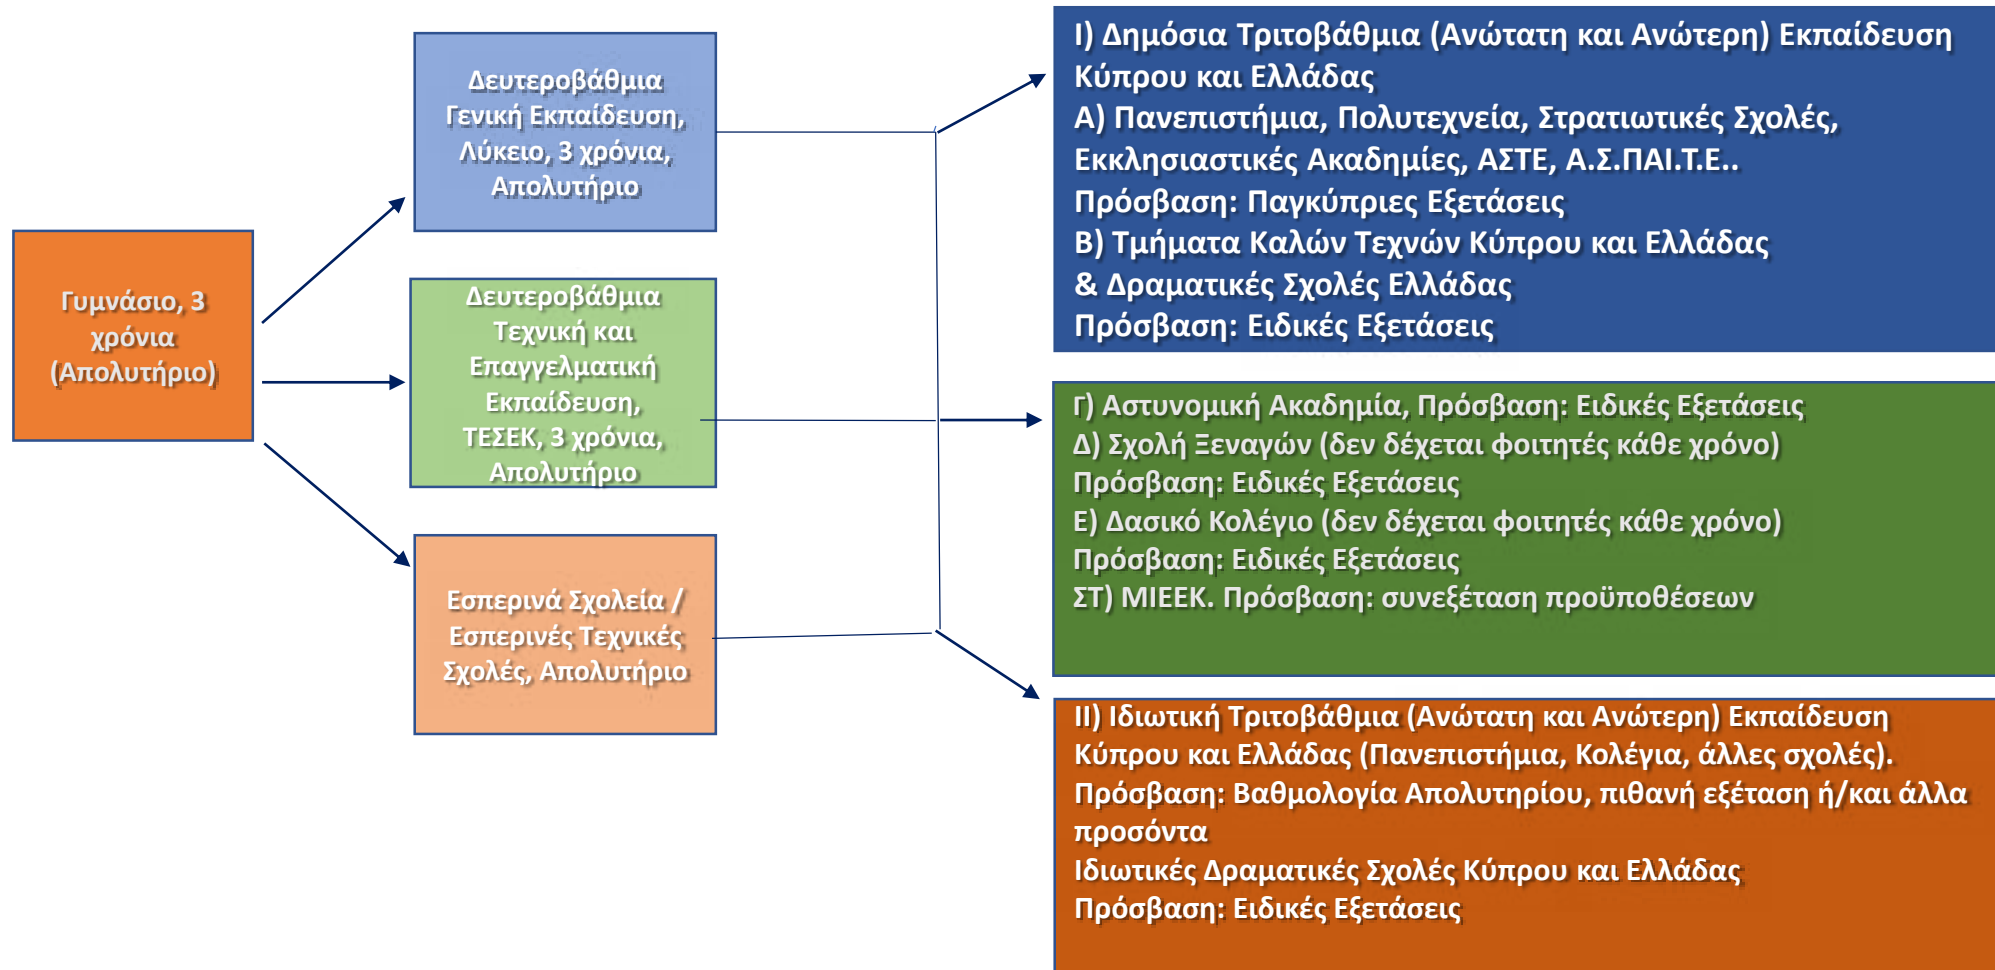 Γυμνάσιο, 3
χρόνια
(Απολυτήριο)
Δευτεροβάθμια
Γενική Εκπαίδευση,
Λύκειο, 3 χρόνια,
Απολυτήριο
Δευτεροβάθμια
Τεχνική και
Επαγγελματική
Εκπαίδευση,
ΤΕΣΕΚ, 3 χρόνια,
Απολυτήριο
Εσπερινά Σχολεία /
Εσπερινές Τεχνικές
Σχολές, Απολυτήριο
Ι) Δημόσια Τριτοβάθμια (Ανώτατη και Ανώτερη) Εκπαίδευση
Κύπρου και Ελλάδας
Α) Πανεπιστήμια, Πολυτεχνεία, Στρατιωτικές Σχολές,
Εκκλησιαστικές Ακαδημίες, ΑΣΤΕ, Α.Σ.ΠΑΙ.Τ.Ε..
Πρόσβαση: Παγκύπριες Εξετάσεις
Β) Τμήματα Καλών Τεχνών Κύπρου και Ελλάδας
& Δραματικές Σχολές Ελλάδας
Πρόσβαση: Ειδικές Εξετάσεις
Γ) Αστυνομική Ακαδημία, Πρόσβαση: Ειδικές Εξετάσεις
Δ) Σχολή Ξεναγών (δεν δέχεται φοιτητές κάθε χρόνο)
Πρόσβαση: Ειδικές Εξετάσεις
Ε) Δασικό Κολέγιο (δεν δέχεται φοιτητές κάθε χρόνο)
Πρόσβαση: Ειδικές Εξετάσεις
ΣΤ) ΜΙΕΕΚ. Πρόσβαση: συνεξέταση προϋποθέσεων
ΙΙ) Ιδιωτική Τριτοβάθμια (Ανώτατη και Ανώτερη) Εκπαίδευση
Κύπρου και Ελλάδας (Πανεπιστήμια, Κολέγια, άλλες σχολές).
Πρόσβαση: Βαθμολογία Απολυτηρίου, πιθανή εξέταση ή/και άλλα
προσόντα
Ιδιωτικές Δραματικές Σχολές Κύπρου και Ελλάδας
Πρόσβαση: Ειδικές Εξετάσεις